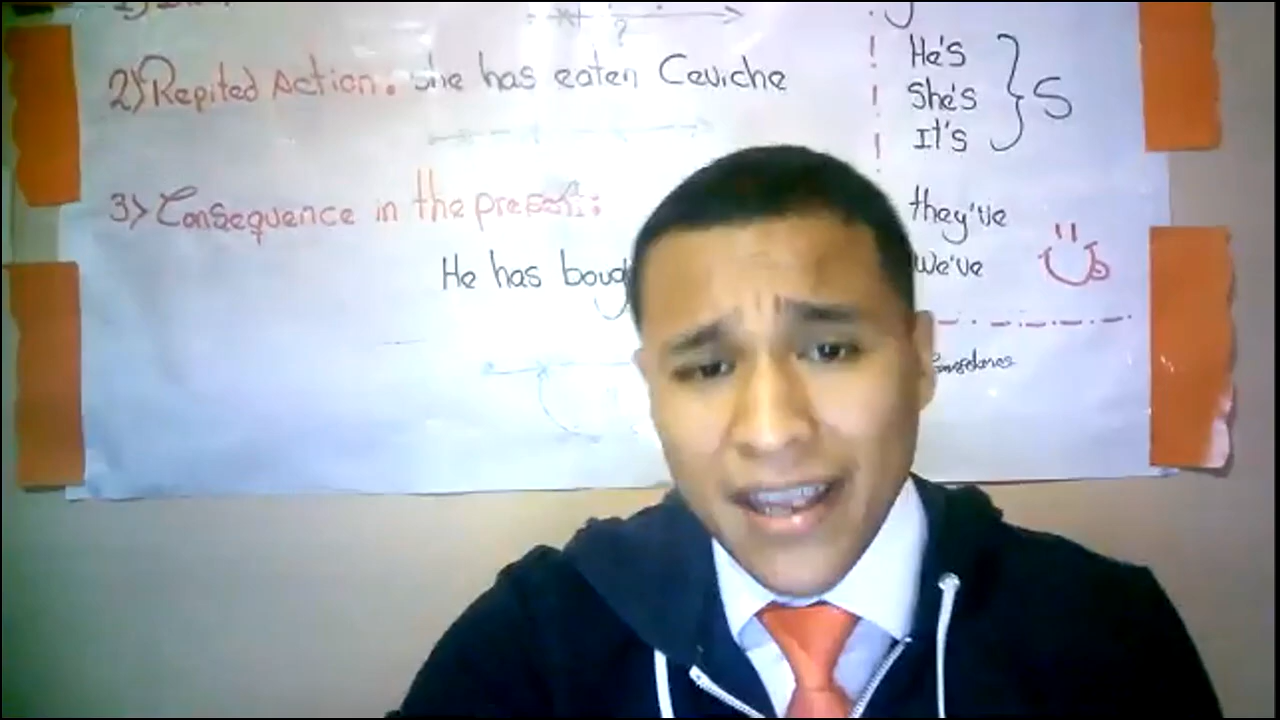 2) Repited Action. She has eaten Ceviche
3) Consequence in the present:
He has boug
He's
She's
It's
S
they've
We've